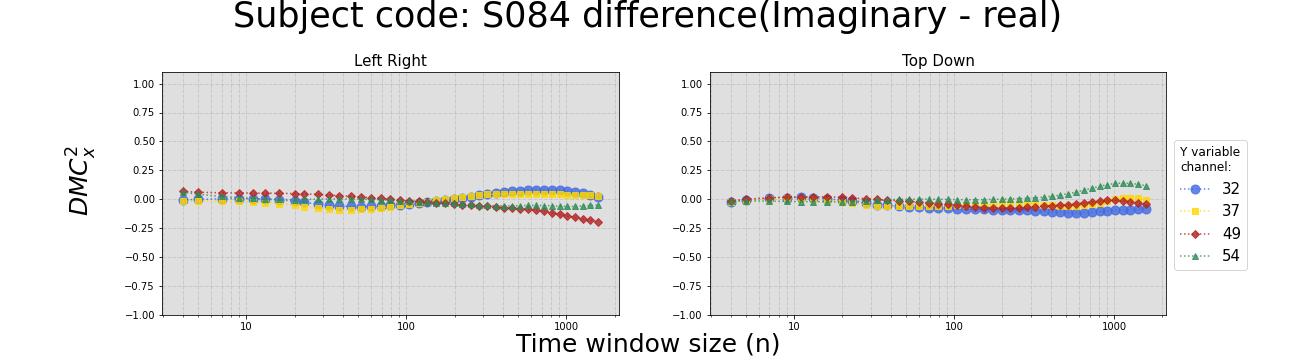 Subject code: S084 difference(Imaginary - real)
Left Right
Top Down
DMC²ₓ
1.00
0.75
0.50
0.25
0.00
−0.25
−0.50
−0.75
−1.00
10 100 1000
1.00
0.75
0.50
0.25
0.00
−0.25
−0.50
−0.75
−1.00
10 100 1000
Y variable
channel:
32
37
49
54
Time window size (n)